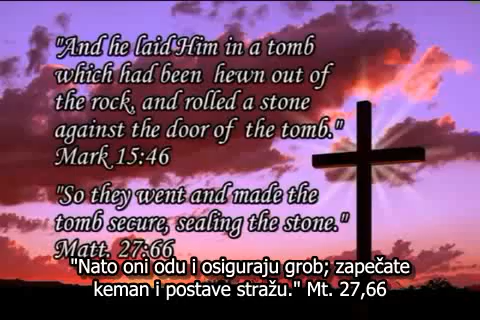 "And he laid Him in a tomb
which had been hewn out of
the rock, and rolled a stone
against the door of the tomb."
Mark 15:46
"So they went and made the
tomb secure, sealing the stone."
Matt. 27:66
"Nato oni odu i osiguraju grob; zapečate
keman i postave stražu." Mt. 27,66